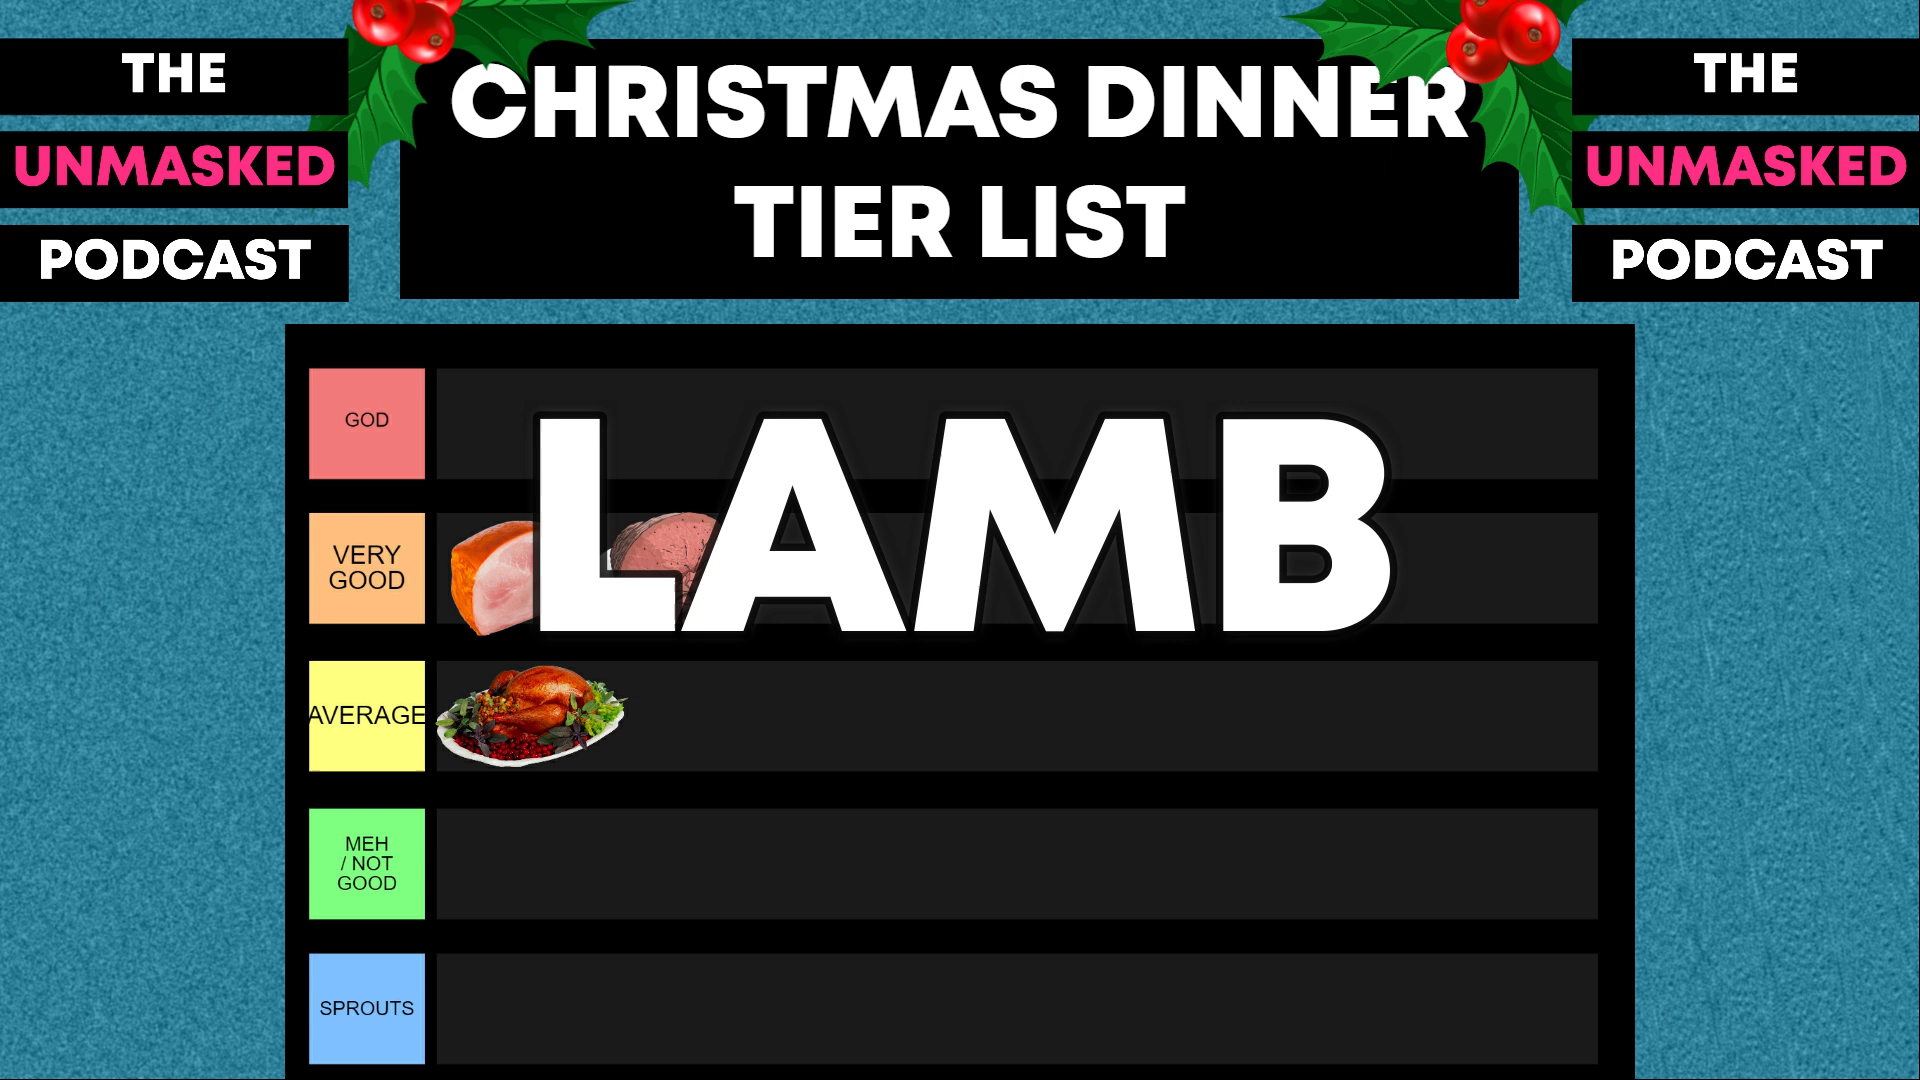 THE
UNMASKED
PODCAST
CHRISTMAS DINNER
TIER LIST
THE
UNMASKED
PODCAST
GOD
LAMB
VERY
GOOD
AVERAGE
MEH
/ NOT
GOOD
SPROUTS